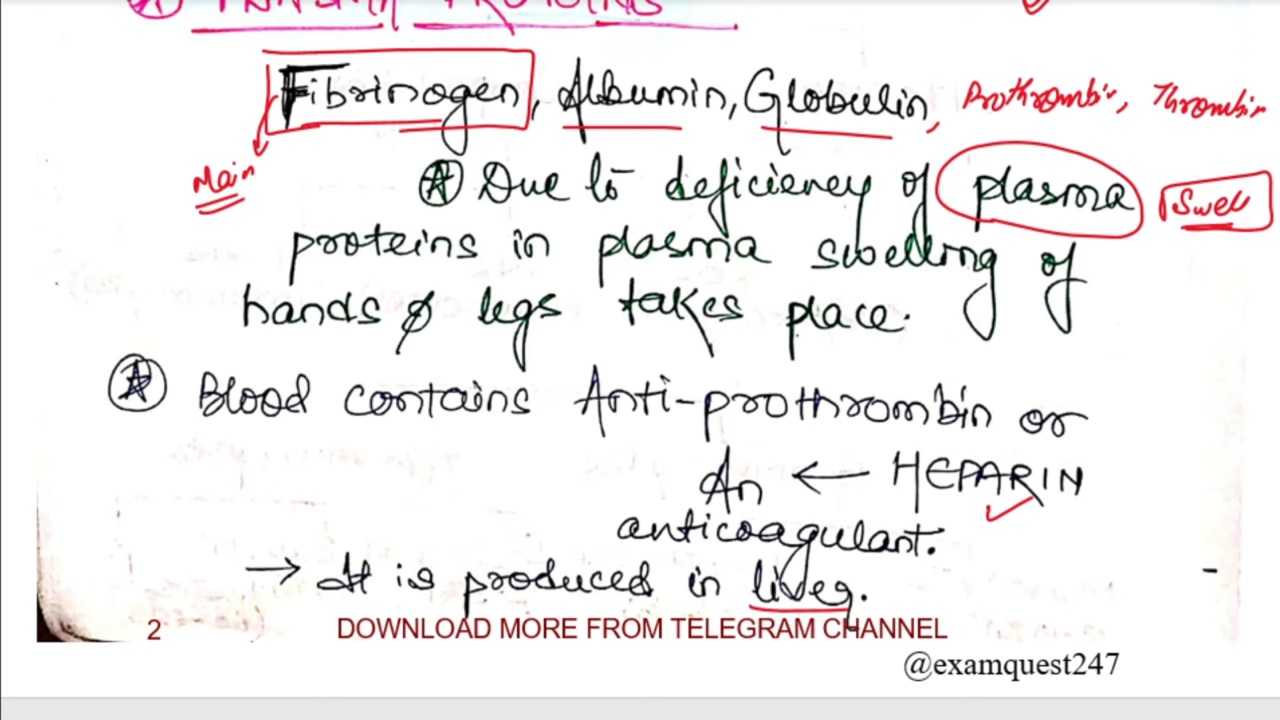 PROTEINS
Fibrinogen, Albumin, Globulin, Prothrombin, Thrombin
Main
Due to deficiency of plasma
Swell
proteins in plasma swelling of
hands & legs takes place.
Blood contains Anti-prothrombin or
An ← HEPARIN
anticoagulant.
→ It is produced in liver.
2 DOWNLOAD MORE FROM TELEGRAM CHANNEL
@examquest247